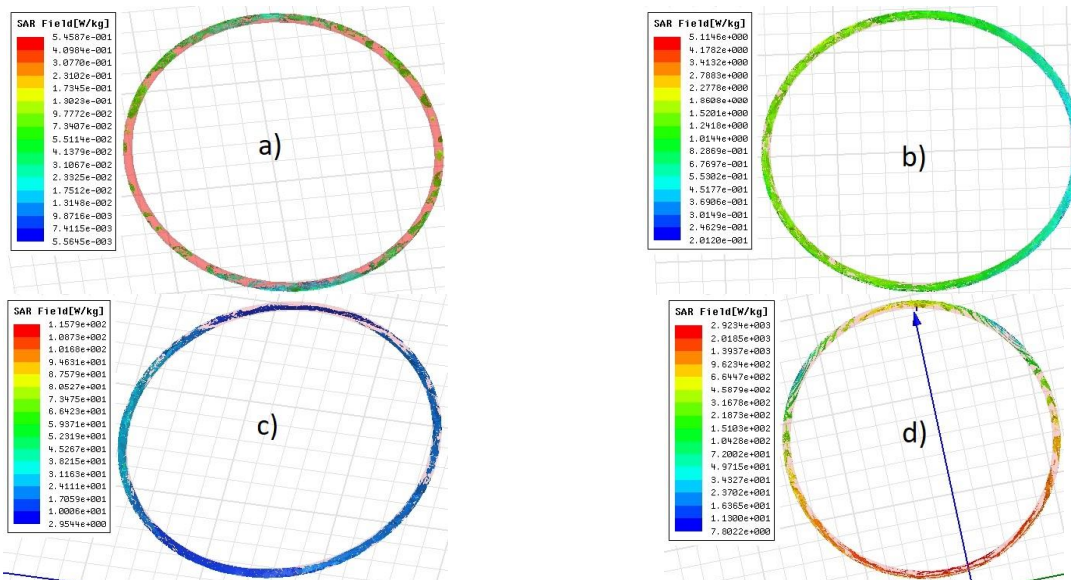 SAR Field[W/kg]
5.4587e-001
4.0984e-001
3.0770e-001
2.3102e-001
1.7345e-001
1.3023e-001
9.7772e-002
7.3407e-002
5.5114e-002
4.1379e-002
3.1067e-002
2.3325e-002
1.7512e-002
1.3148e-002
9.8716e-003
7.4115e-003
5.5645e-003
a)
SAR Field[W/kg]
5.1146e+000
4.1782e+000
3.4132e+000
2.7883e+000
2.2778e+000
1.8608e+000
1.5201e+000
1.2418e+000
1.0144e+000
8.2869e-001
6.7697e-001
5.5302e-001
4.5177e-001
3.6906e-001
3.0149e-001
2.4629e-001
2.0120e-001
b)
SAR Field[W/kg]
1.1579e+002
1.0873e+002
1.0168e+002
9.4631e+001
8.7579e+001
8.0527e+001
7.3475e+001
6.6423e+001
5.9371e+001
5.2319e+001
4.5267e+001
3.8215e+001
3.1163e+001
2.4111e+001
1.7059e+001
1.0006e+001
2.9544e+000
c)
SAR Field[W/kg]
2.9234e+003
2.0185e+003
1.3937e+003
9.6234e+002
6.6447e+002
4.5879e+002
3.1678e+002
2.1873e+002
1.5103e+002
1.0428e+002
7.2002e+001
4.9715e+001
3.4327e+001
2.3702e+001
1.6365e+001
1.1300e+001
7.8022e+000
d)